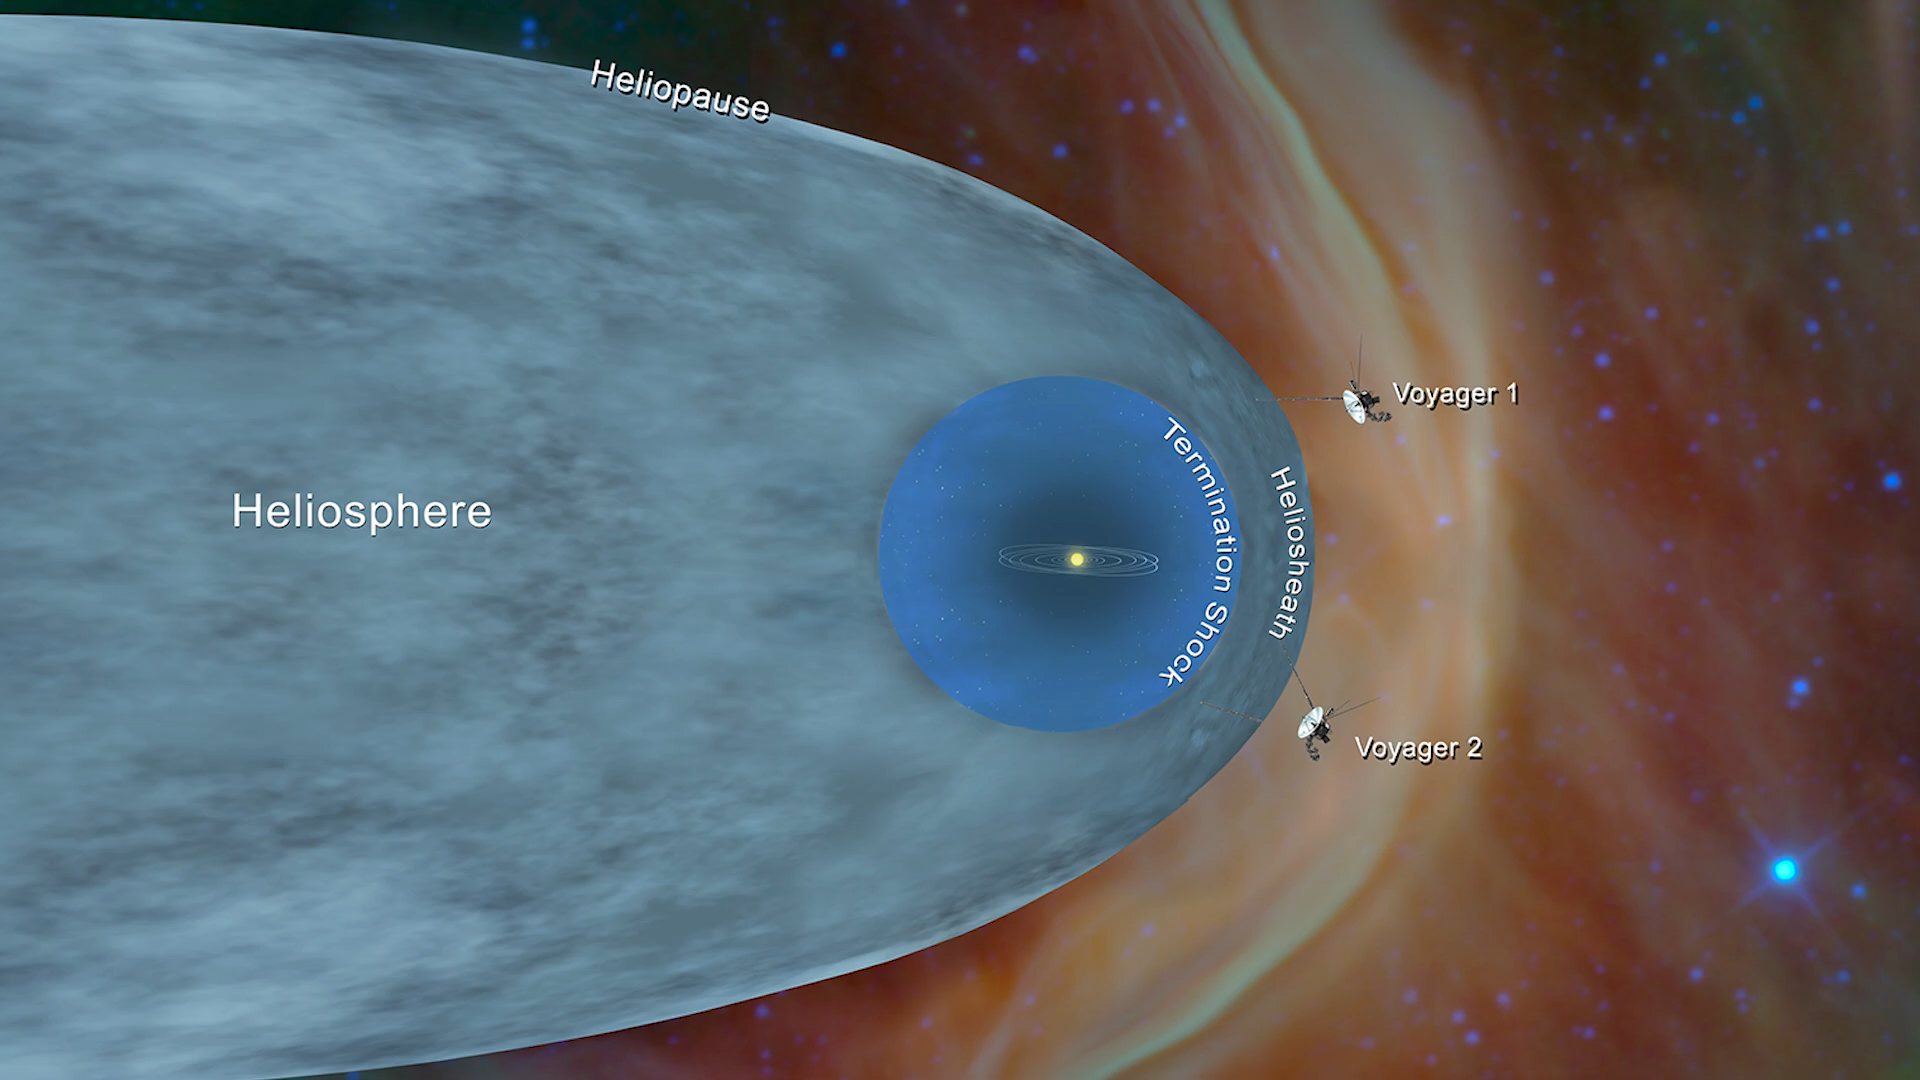 Heliopause
Voyager 1
Termination Shock
Heliosheath
Heliosphere
Voyager 2